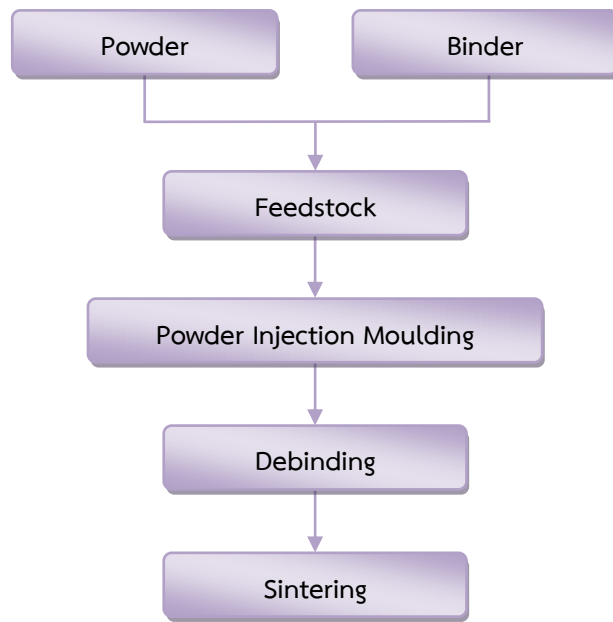 Powder
Binder
Feedstock
Powder Injection Moulding
Debinding
Sintering